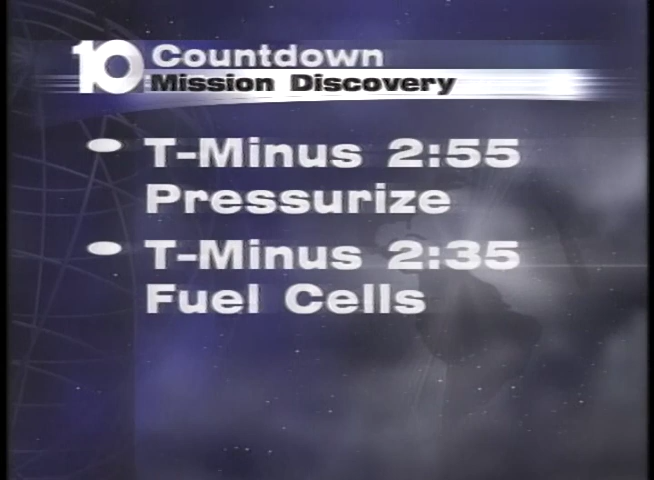 10 Countdown
Mission Discovery
• T-Minus 2:55
Pressurize
• T-Minus 2:35
Fuel Cells